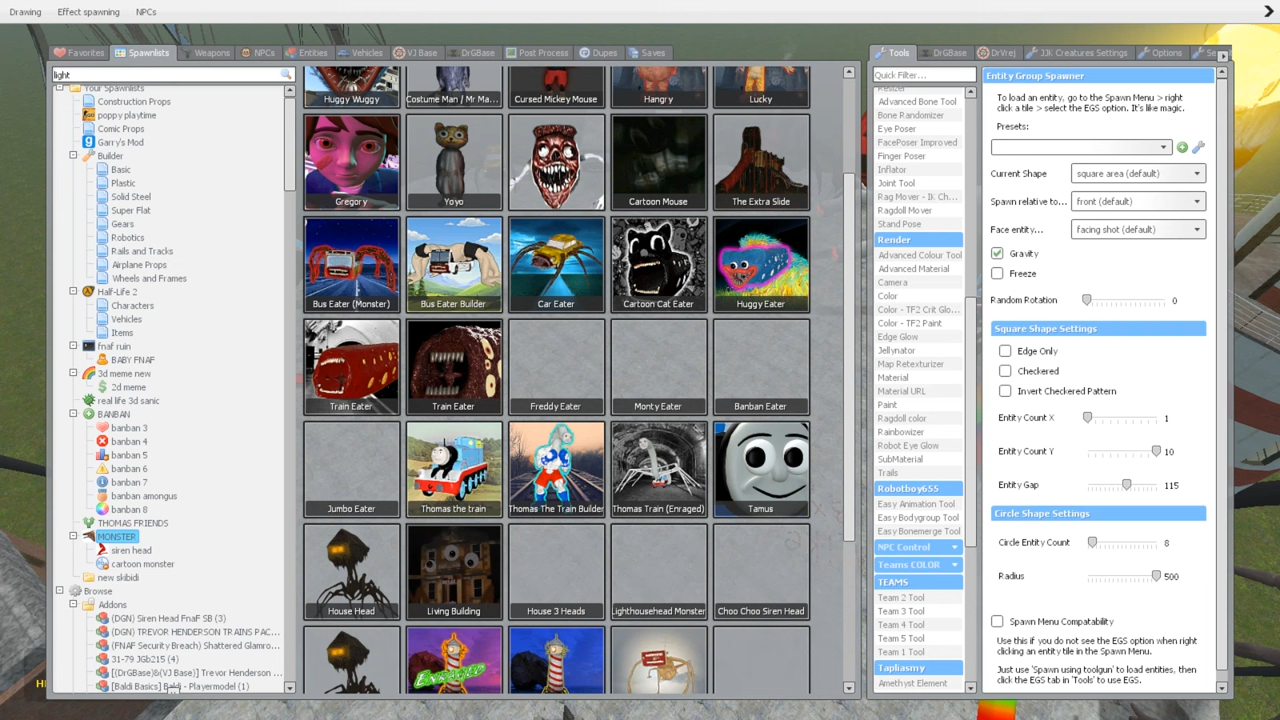 Drawing Effect spawning NPCs
Favorites Spawnlists Weapons NPCs Entities Vehicles VJ Base DrGBase Post Process Dupes Saves
light
Your Spawnlists
Construction Props
poppy playtime
Comic Props
Garry's Mod
Builder
Basic
Plastic
Solid Steel
Super Flat
Gears
Robotics
Rails and Tracks
Airplane Props
Wheels and Frames
Half-Life 2
Characters
Vehicles
Items
fnaf ruin
BABY FNAF
3d meme new
2d meme
real life 3d sanic
BANBAN
banban 3
banban 4
banban 5
banban 6
banban 7
banban amongus
banban 8
THOMAS FRIENDS
MONSTER
siren head
cartoon monster
new skibidi
Browse
Addons
(DGN) Siren Head FnaF SB (3)
(DGN) TREVOR HENDERSON TRAINS PAC...
(FNAF Security Breach) Shattered Glamro...
31-79 JGb215 (4)
[(DrGBase)&(VJ Base)] Trevor Henderson ...
[Baldi Basics] Baldi - Playermodel (1)
Huggy Wuggy
Costume Man / Mr Ma...
Cursed Mickey Mouse
Hangry
Lucky
Gregory
Yoyo
Cartoon Mouse
The Extra Slide
Bus Eater (Monster)
Bus Eater Builder
Car Eater
Cartoon Cat Eater
Huggy Eater
Train Eater
Train Eater
Freddy Eater
Monty Eater
Banban Eater
Jumbo Eater
Thomas the train
Thomas The Train Builder
Thomas Train (Enraged)
Tamus
House Head
Living Building
House 3 Heads
Lighthousehead Monster
Choo Choo Siren Head
Tools DrGBase DrVrej JJK Creatures Settings Options Se
Quick Filter...
Resizer
Advanced Bone Tool
Bone Randomizer
Eye Poser
FacePoser Improved
Finger Poser
Inflator
Joint Tool
Rag Mover - IK Ch...
Ragdoll Mover
Stand Pose
Render
Advanced Colour Tool
Advanced Material
Camera
Color
Color - TF2 Crit Glo...
Color - TF2 Paint
Edge Glow
Jellynator
Map Retexturizer
Material
Material URL
Paint
Ragdoll color
Rainbowizer
Robot Eye Glow
SubMaterial
Trails
Robotboy655
Easy Animation Tool
Easy Bodygroup Tool
Easy Bonemerge Tool
NPC Control
Teams COLOR
TEAMS
Team 2 Tool
Team 3 Tool
Team 4 Tool
Team 5 Tool
Team 1 Tool
Tapliasmy
Amethyst Element
Entity Group Spawner
To load an entity, go to the Spawn Menu > right
click a tile > select the EGS option. It's like magic.
Presets:
Current Shape square area (default)
Spawn relative to... front (default)
Face entity... facing shot (default)
Gravity
Freeze
Random Rotation 0
Square Shape Settings
Edge Only
Checkered
Invert Checkered Pattern
Entity Count X 1
Entity Count Y 10
Entity Gap 115
Circle Shape Settings
Circle Entity Count 8
Radius 500
Spawn Menu Compatability
Use this if you do not see the EGS option when right
clicking an entity tile in the Spawn Menu.
Just use 'Spawn using toolgun' to load entities, then
click the EGS tab in 'Tools' to use EGS.